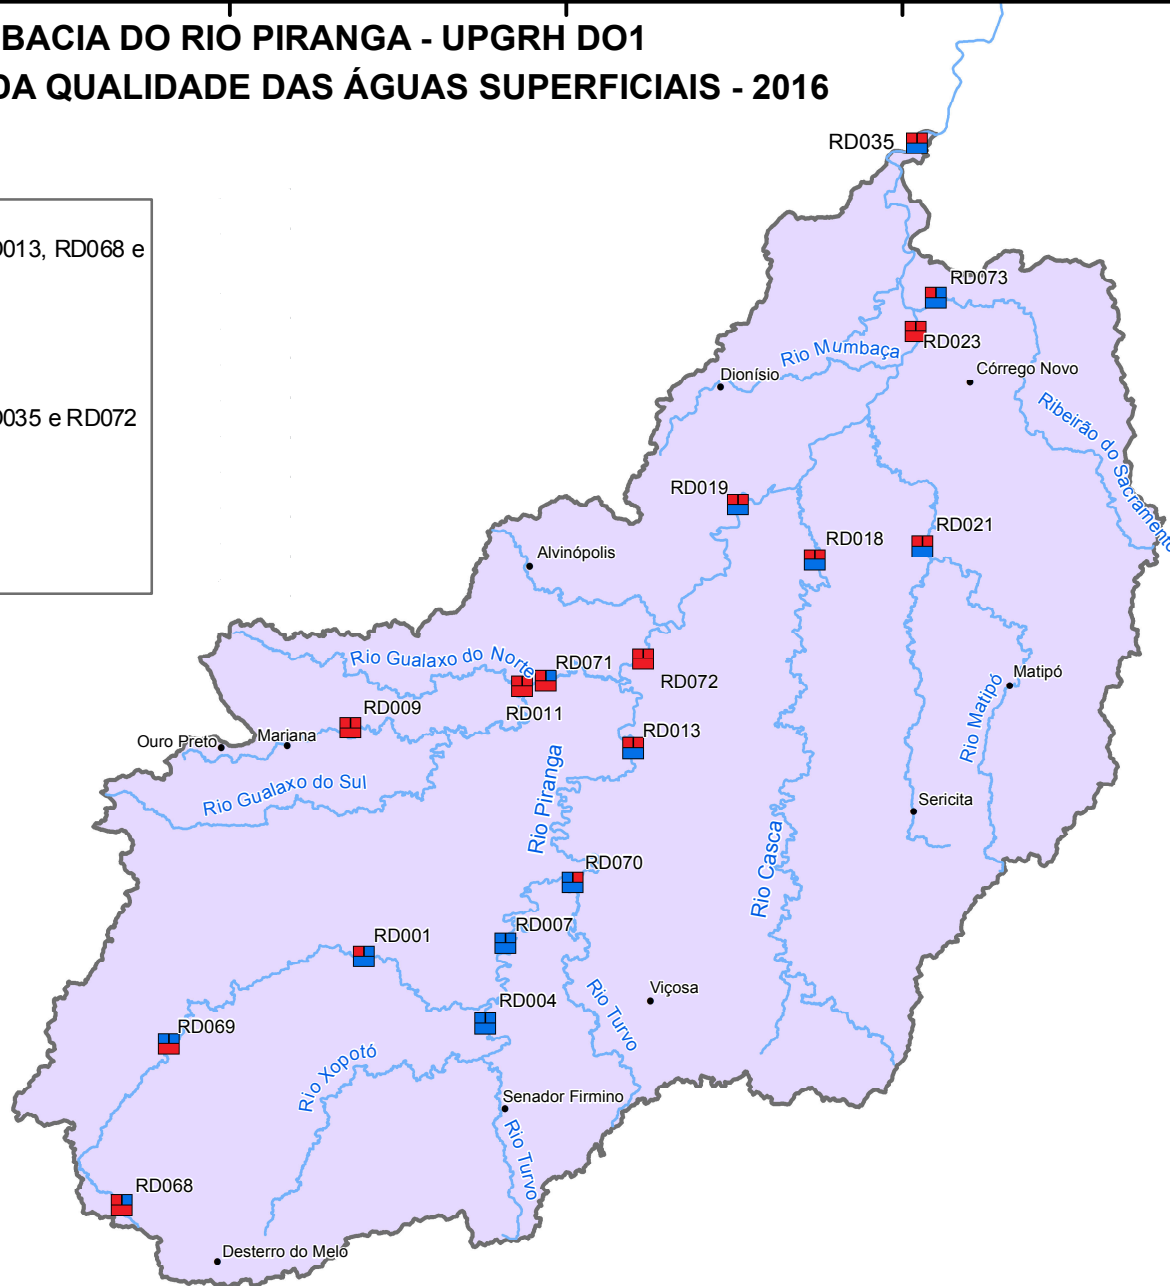 BACIA DO RIO PIRANGA - UPGRH DO1
DA QUALIDADE DAS ÁGUAS SUPERFICIAIS - 2016
RD035
D013, RD068 e
RD073
RD023
Rio Mumbaça
Dionísio
Córrego Novo
Ribeirão do Sacramento
D035 e RD072
RD019
RD021
RD018
Alvinópolis
Rio Gualaxo do Norte
RD071
RD072
Matipó
RD009
RD011
Rio Matipó
RD013
Ouro Preto
Mariana
Rio Gualaxo do Sul
Rio Piranga
Sericita
Rio Casca
RD070
RD007
RD001
Viçosa
RD004
Rio Turvo
RD069
Rio Xopotó
Senador Firmino
Rio Turvo
RD068
Desterro do Melo